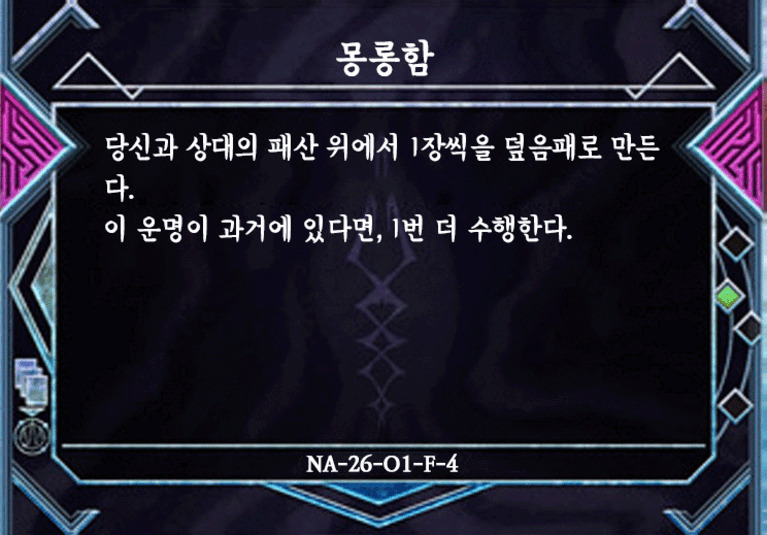 몽롱함
당신과 상대의 패산 위에서 1장씩을 덮음패로 만든
다.
이 운명이 과거에 있다면, 1번 더 수행한다.
NA-26-O1-F-4